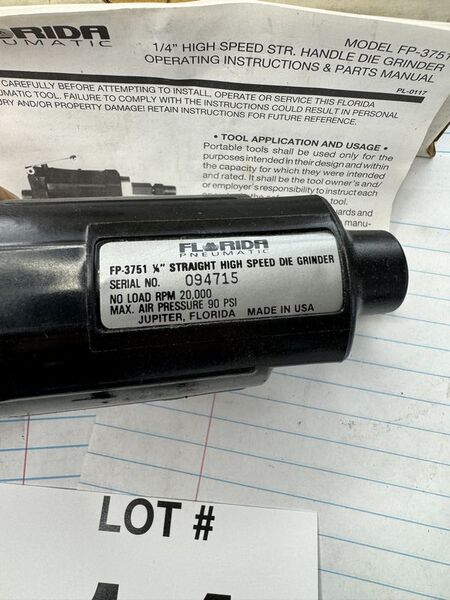 MODEL FP-3751
1/4" HIGH SPEED STR. HANDLE DIE GRINDER
OPERATING INSTRUCTIONS & PARTS MANUAL
PL-0117
CAREFULLY BEFORE ATTEMPTING TO INSTALL, OPERATE OR SERVICE THIS FLORIDA
TOOL. FAILURE TO COMPLY WITH THE INSTRUCTIONS COULD RESULT IN PERSONAL
AND/OR PROPERTY DAMAGE! RETAIN INSTRUCTIONS FOR FUTURE REFERENCE.
• TOOL APPLICATION AND USAGE •
Portable tools shall be used only for the
purposes intended in their design and within
the capacity for which they were intended
and rated. It shall be the tool owner's and/
or employer's responsibility to instruct each
tool.
and
FLORIDA
PNEUMATIC
FP-3751 ¼" STRAIGHT HIGH SPEED DIE GRINDER
SERIAL NO. 094715
NO LOAD RPM 20,000
MAX. AIR PRESSURE 90 PSI
JUPITER, FLORIDA MADE IN USA
LOT #